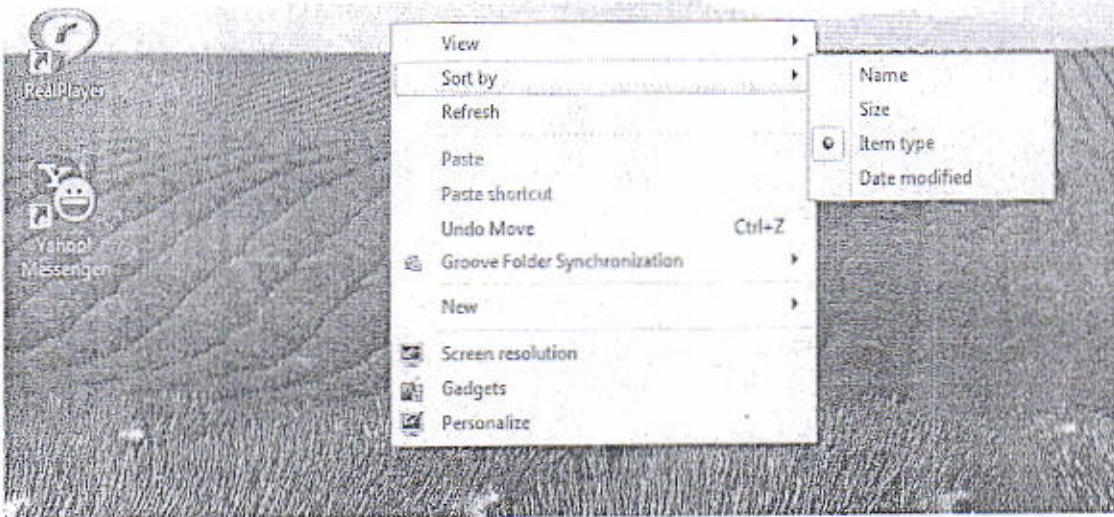 RealPlayer
Yahoo!
Messenger
View
Sort by
Refresh
Paste
Paste shortcut
Undo Move Ctrl+Z
Groove Folder Synchronization
New
Screen resolution
Gadgets
Personalize
Name
Size
Item type
Date modified